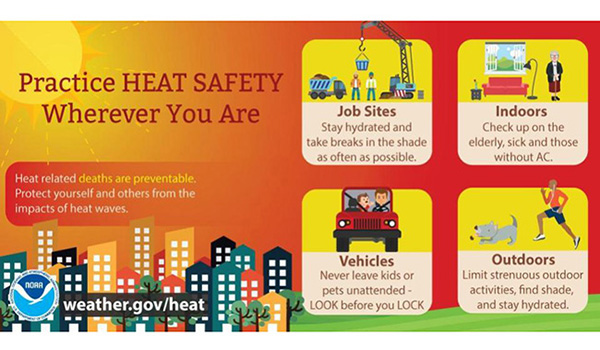 Practice HEAT SAFETY
Wherever You Are
Heat related deaths are preventable.
Protect yourself and others from the
impacts of heat waves.
NOAA
weather.gov/heat
Job Sites
Stay hydrated and
take breaks in the shade
as often as possible.
Indoors
Check up on the
elderly, sick and those
without AC.
Vehicles
Never leave kids or
pets unattended -
LOOK before you LOCK
Outdoors
Limit strenuous outdoor
activities, find shade,
and stay hydrated.